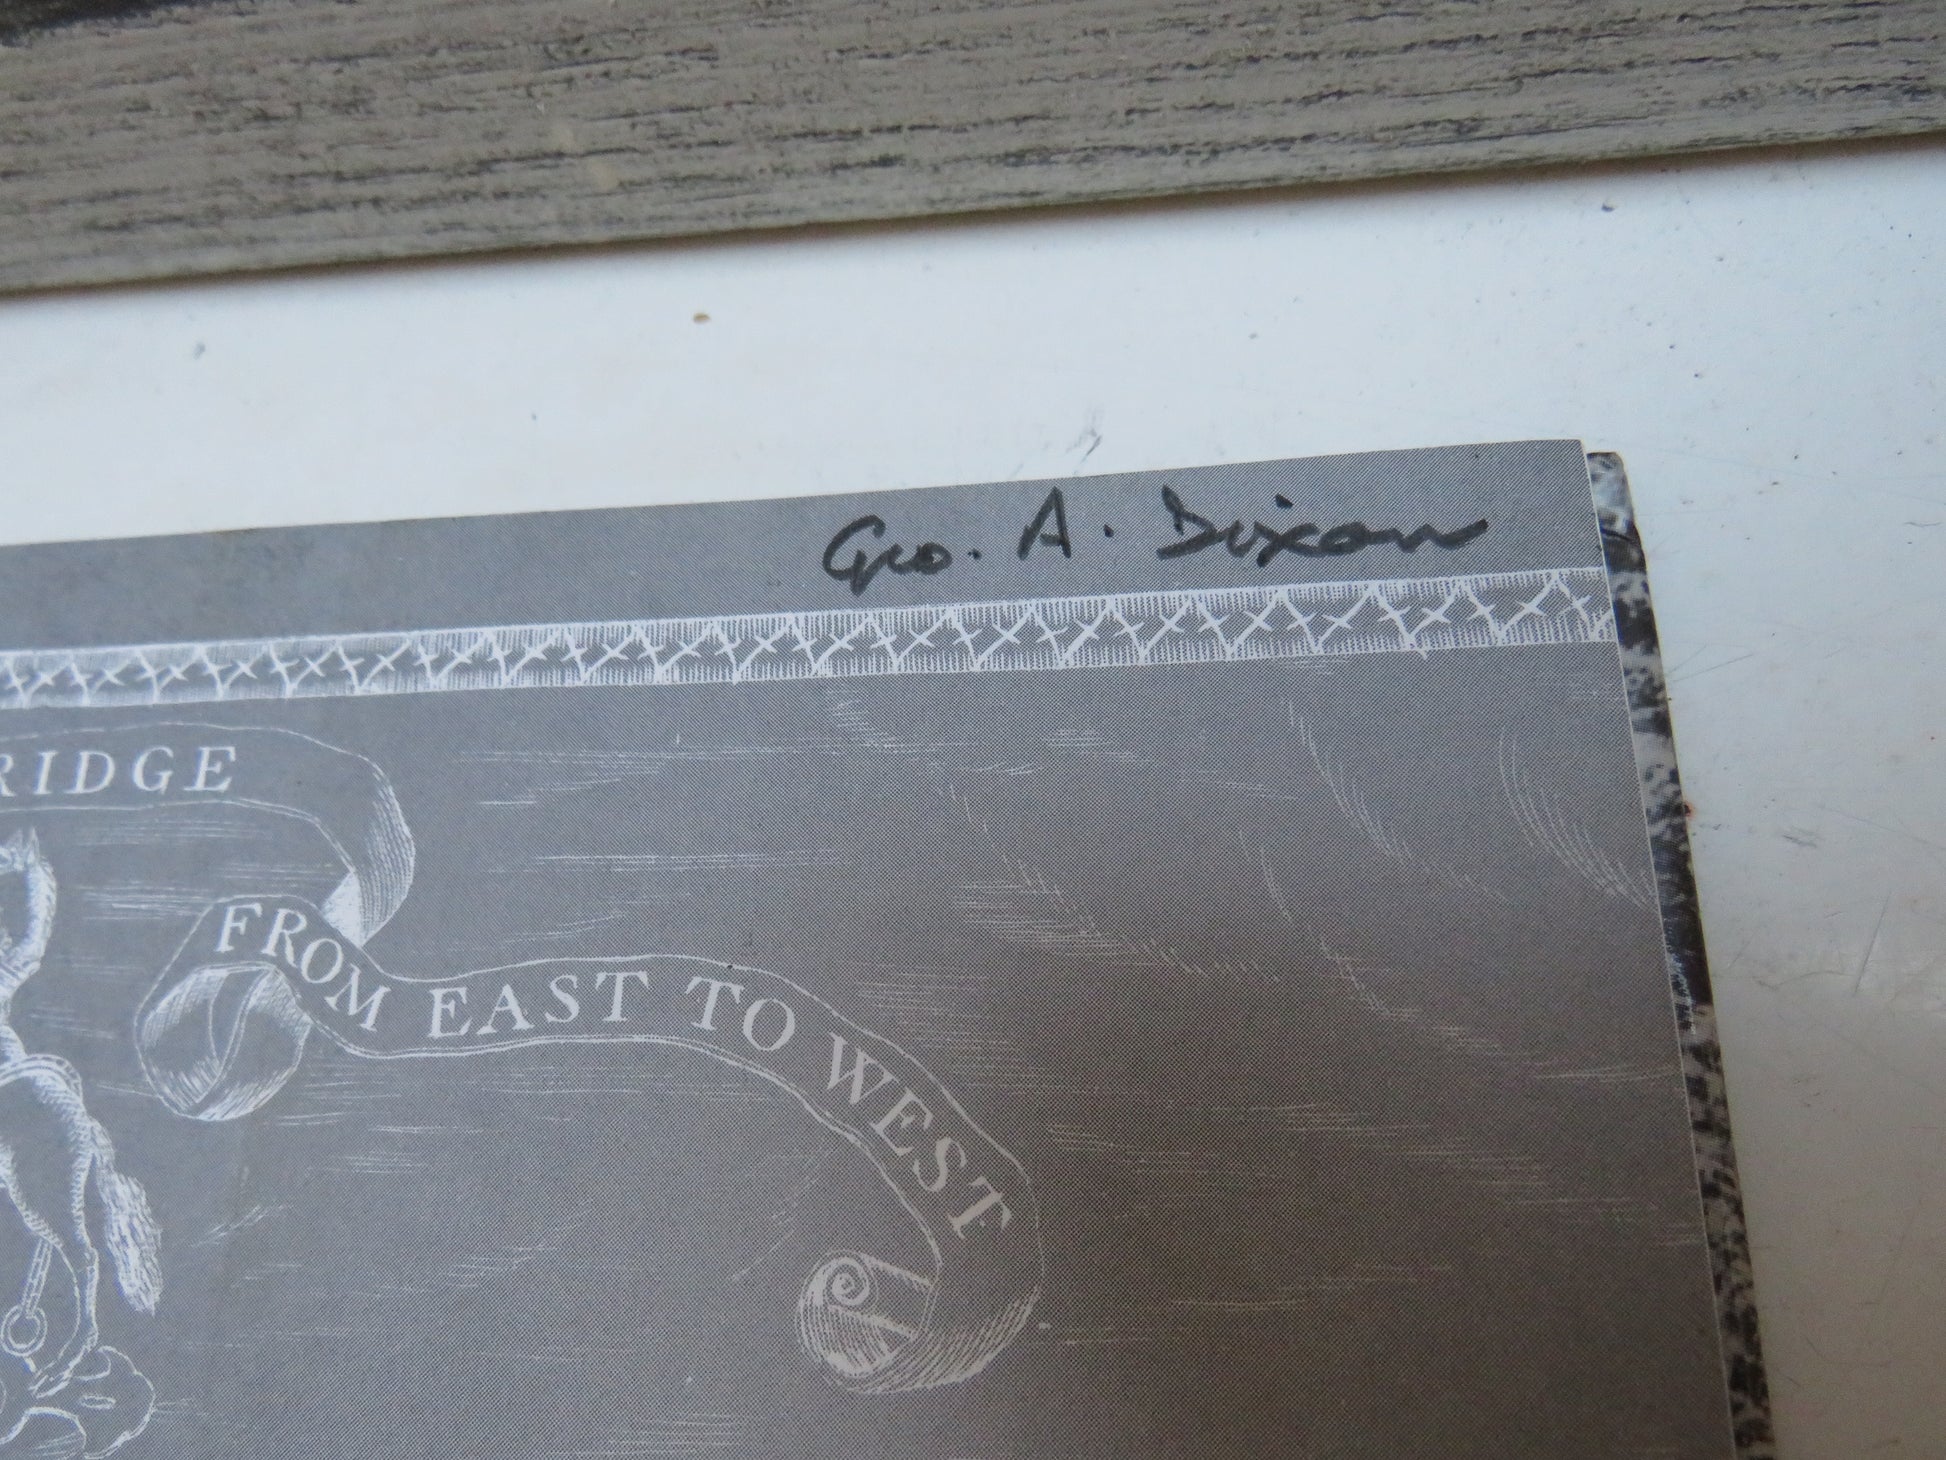 Geo. A. Dixon
RIDGE
FROM EAST TO WEST